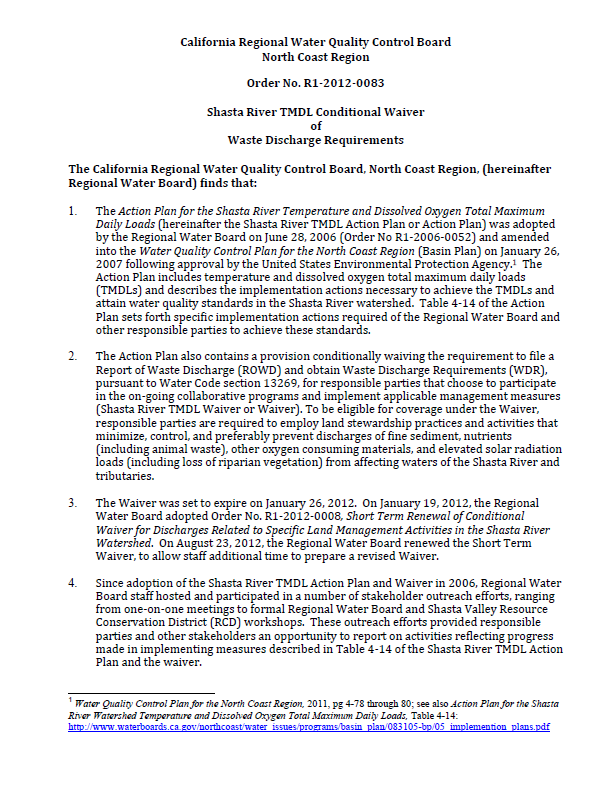 California Regional Water Quality Control Board
North Coast Region
Order No. R1-2012-0083
Shasta River TMDL Conditional Waiver
of
Waste Discharge Requirements
The California Regional Water Quality Control Board, North Coast Region, (hereinafter
Regional Water Board) finds that:
1. The Action Plan for the Shasta River Temperature and Dissolved Oxygen Total Maximum
Daily Loads (hereinafter the Shasta River TMDL Action Plan or Action Plan) was adopted
by the Regional Water Board on June 28, 2006 (Order No R1-2006-0052) and amended
into the Water Quality Control Plan for the North Coast Region (Basin Plan) on January 26,
2007 following approval by the United States Environmental Protection Agency.1 The
Action Plan includes temperature and dissolved oxygen total maximum daily loads
(TMDLs) and describes the implementation actions necessary to achieve the TMDLs and
attain water quality standards in the Shasta River watershed. Table 4-14 of the Action
Plan sets forth specific implementation actions required of the Regional Water Board and
other responsible parties to achieve these standards.
2. The Action Plan also contains a provision conditionally waiving the requirement to file a
Report of Waste Discharge (ROWD) and obtain Waste Discharge Requirements (WDR),
pursuant to Water Code section 13269, for responsible parties that choose to participate
in the on-going collaborative programs and implement applicable management measures
(Shasta River TMDL Waiver or Waiver). To be eligible for coverage under the Waiver,
responsible parties are required to employ land stewardship practices and activities that
minimize, control, and preferably prevent discharges of fine sediment, nutrients
(including animal waste), other oxygen consuming materials, and elevated solar radiation
loads (including loss of riparian vegetation) from affecting waters of the Shasta River and
tributaries.
3. The Waiver was set to expire on January 26, 2012. On January 19, 2012, the Regional
Water Board adopted Order No. R1-2012-0008, Short Term Renewal of Conditional
Waiver for Discharges Related to Specific Land Management Activities in the Shasta River
Watershed. On August 23, 2012, the Regional Board renewed the Short Term
Waiver, to allow staff additional time to prepare a revised Waiver.
4. Since adoption of the Shasta River TMDL Action Plan and Waiver in 2006, Regional Water
Board staff hosted and participated in a number of stakeholder outreach efforts, ranging
from one-on-one meetings to formal Regional Water Board and Shasta Valley Resource
Conservation District (RCD) workshops. These outreach efforts provided responsible
parties and other stakeholders an opportunity to report on activities reflecting progress
made in implementing measures described in Table 4-14 of the Shasta River TMDL Action
Plan and the waiver.
1 Water Quality Control Plan for the North Coast Region, 2011, pg 4-78 through 80; see also Action Plan for the Shasta
River Watershed Temperature and Dissolved Oxygen Total Maximum Daily Loads, Table 4-14:
http://www.waterboards.ca.gov/northcoast/water_issues/programs/basin_plan/083105-bp/05_implemention_plans.pdf